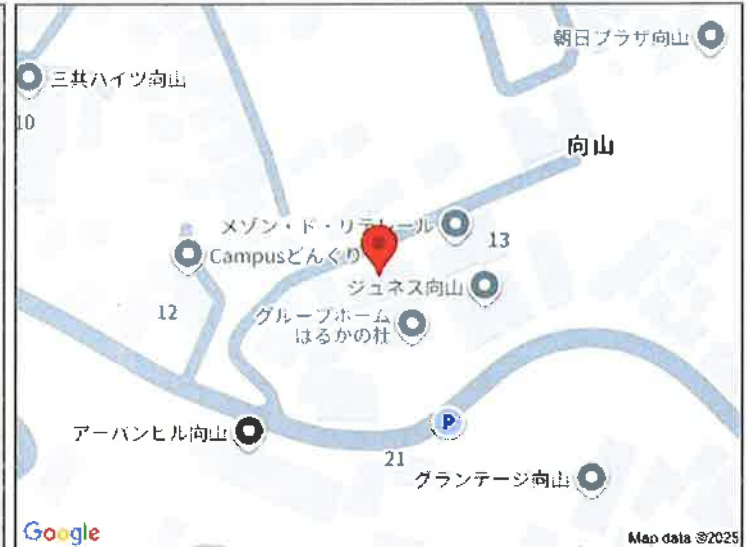 朝日プラザ向山
三共ハイツ向山
10
向山
メゾン・ド・リテレール
13
Campusどんぐり
ジュネス向山
12
グループホーム
はるかの杜
P
アーバンヒル向山
21
グランテージ向山
Google
Map data ©2025